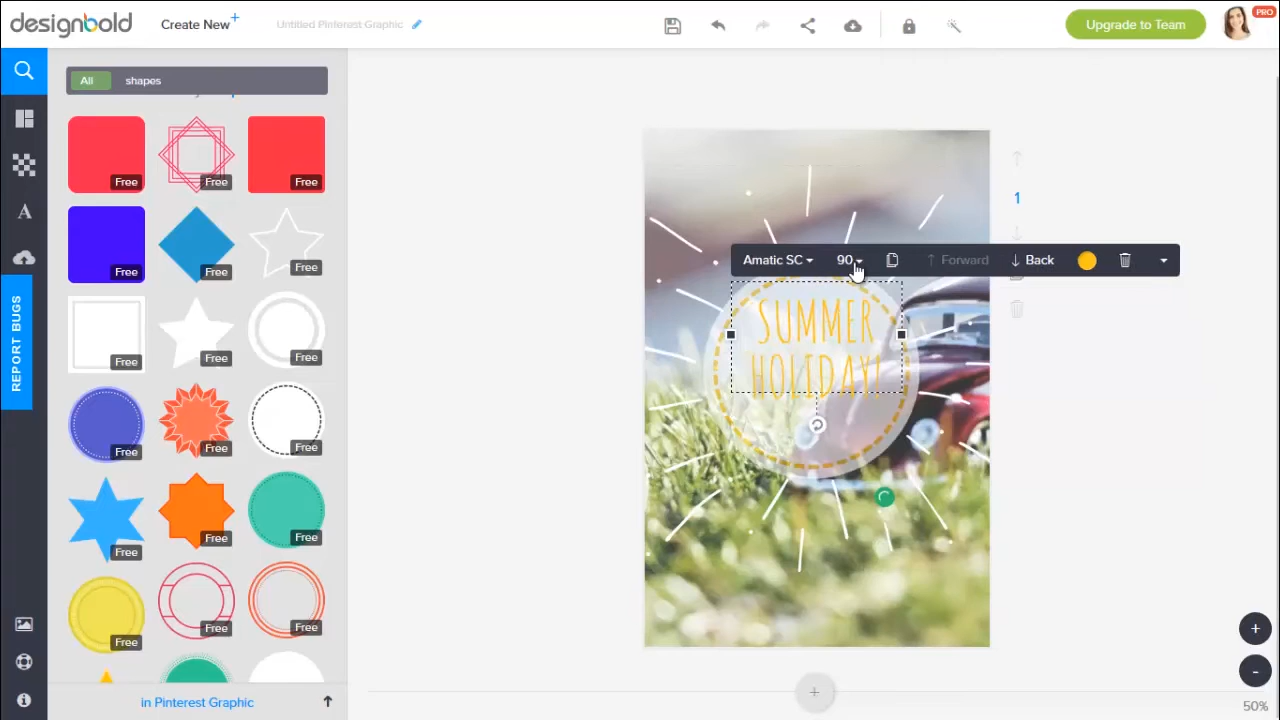 designbold
Create New+
Untitled Pinterest Graphic
Upgrade to Team
PRO
All shapes
Free Free Free
Free Free Free
Free Free Free
Free Free Free
Free Free Free
Free Free Free
REPORT BUGS
in Pinterest Graphic
1
Amatic SC 90 Forward Back
SUMMER
HOLIDAY!
+
+
-
50%